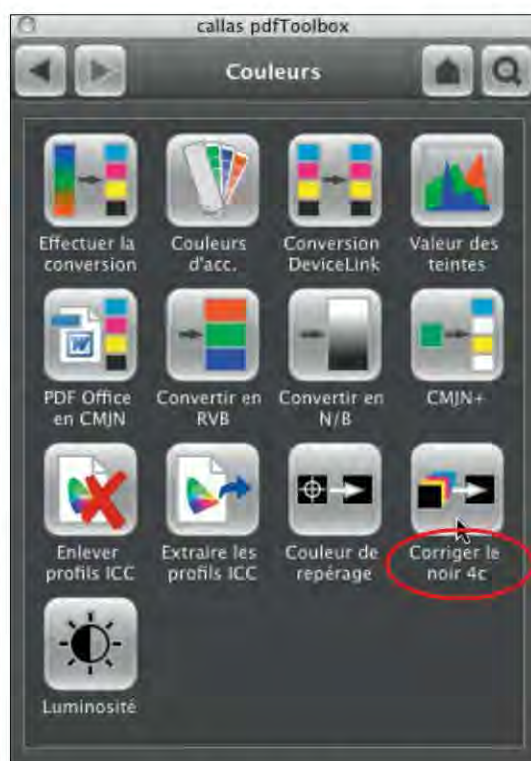 callas pdfToolbox
Couleurs
Effectuer la
conversion
Couleurs
d'acc.
Conversion
DeviceLink
Valeur des
teintes
PDF Office
en CMJN
Convertir en
RVB
Convertir en
N/B
CMJN+
Enlever
profils ICC
Extraire les
profils ICC
Couleur de
repérage
Corriger le
noir 4c
Luminosité